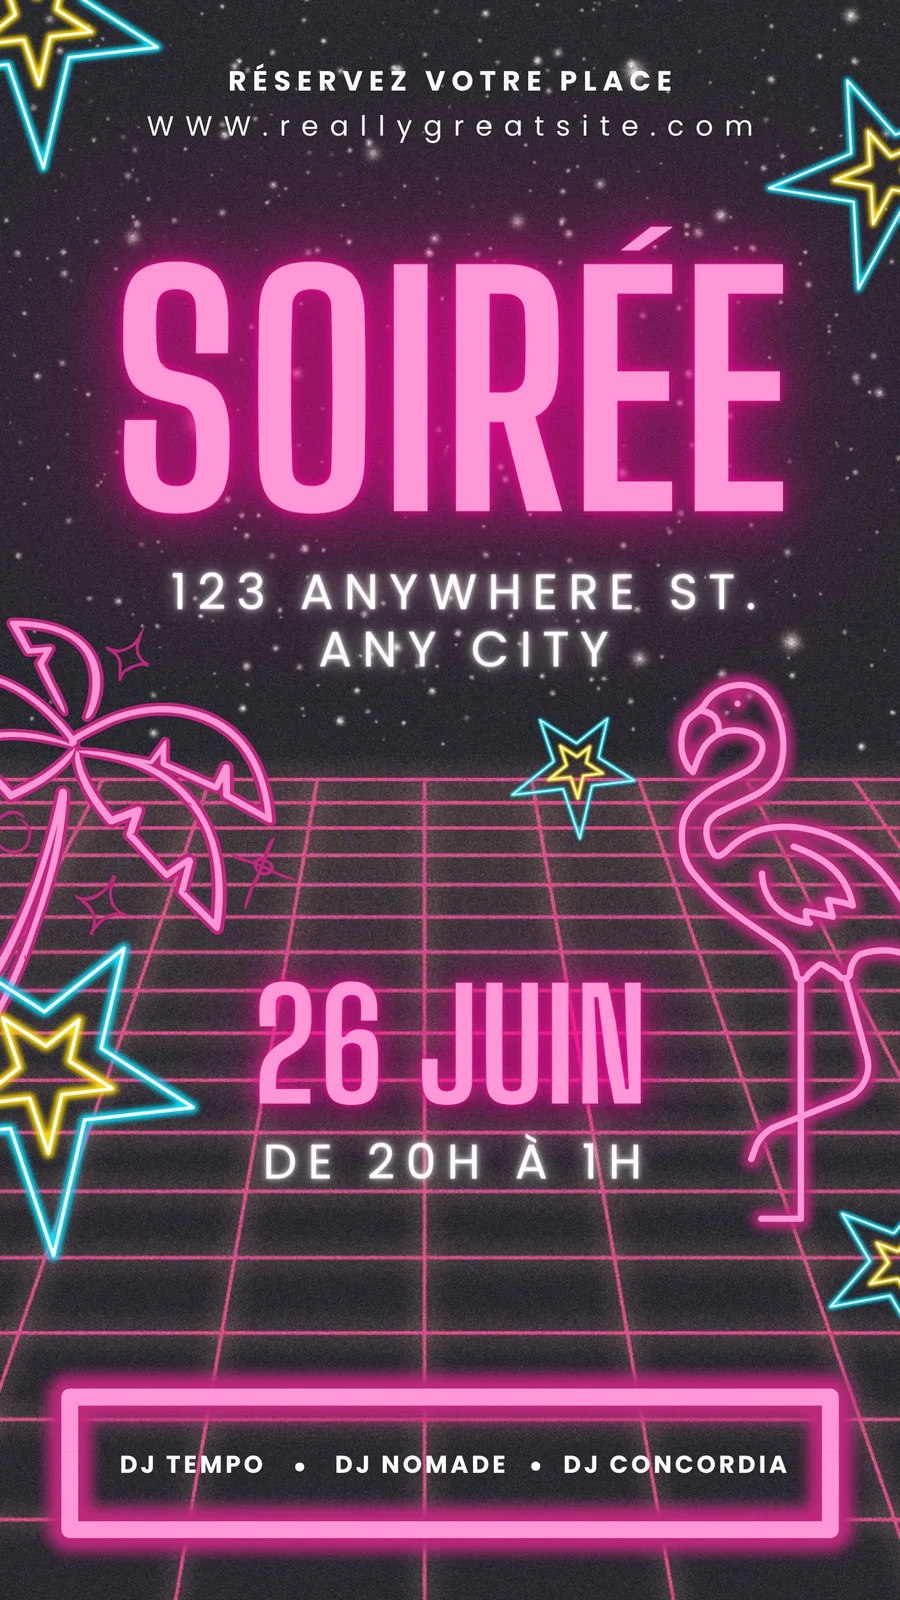 RÉSERVEZ VOTRE PLACE
www.reallygreatsite.com
SOIRÉE
123 ANYWHERE ST.
ANY CITY
26 JUIN
DE 20H À 1H
DJ TEMPO • DJ NOMADE • DJ CONCORDIA